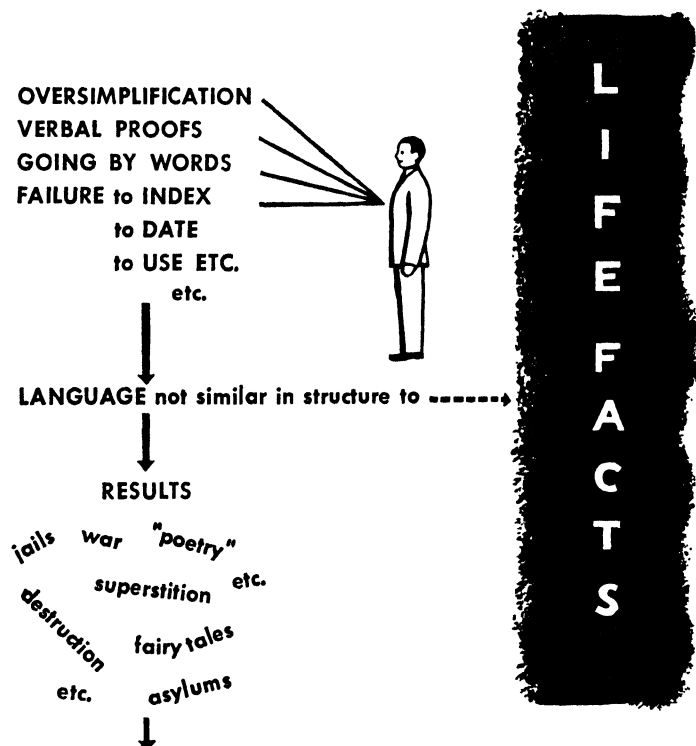 OVERSIMPLIFICATION
VERBAL PROOFS
GOING BY WORDS
FAILURE to INDEX
to DATE
to USE ETC.
etc.
LANGUAGE not similar in structure to
RESULTS
jails war "poetry"
superstition etc.
destruction
fairy tales
etc. asylums
LIFE FACTS